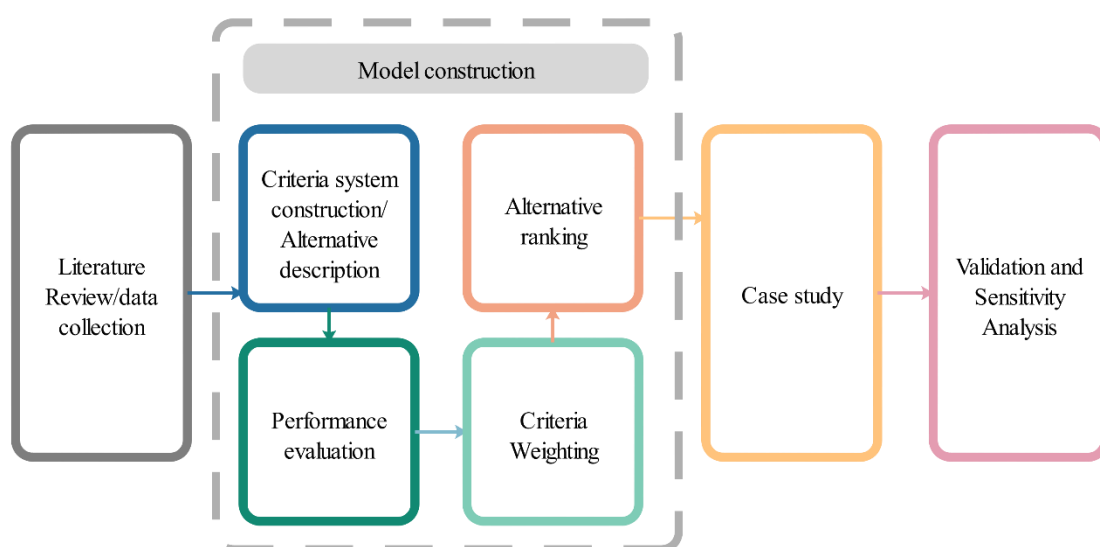 Model construction
Literature
Review/data
collection
Criteria system
construction/
Alternative
description
Performance
evaluation
Criteria
Weighting
Alternative
ranking
Case study
Validation and
Sensitivity
Analysis